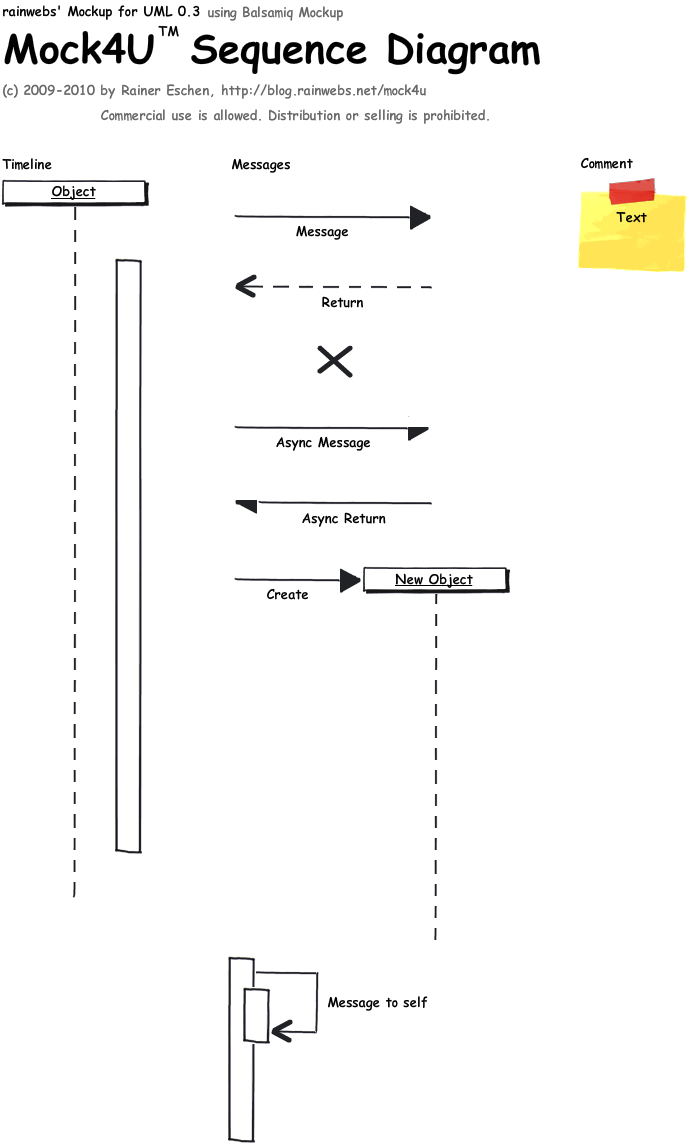 rainwebs' Mockup for UML 0.3 using Balsamiq Mockup
Mock4U™ Sequence Diagram
(c) 2009-2010 by Rainer Eschen, http://blog.rainwebs.net/mock4u
Commercial use is allowed. Distribution or selling is prohibited.
Timeline
Messages
Comment
Object
Text
Message
Return
Async Message
Async Return
New Object
Create
Message to self